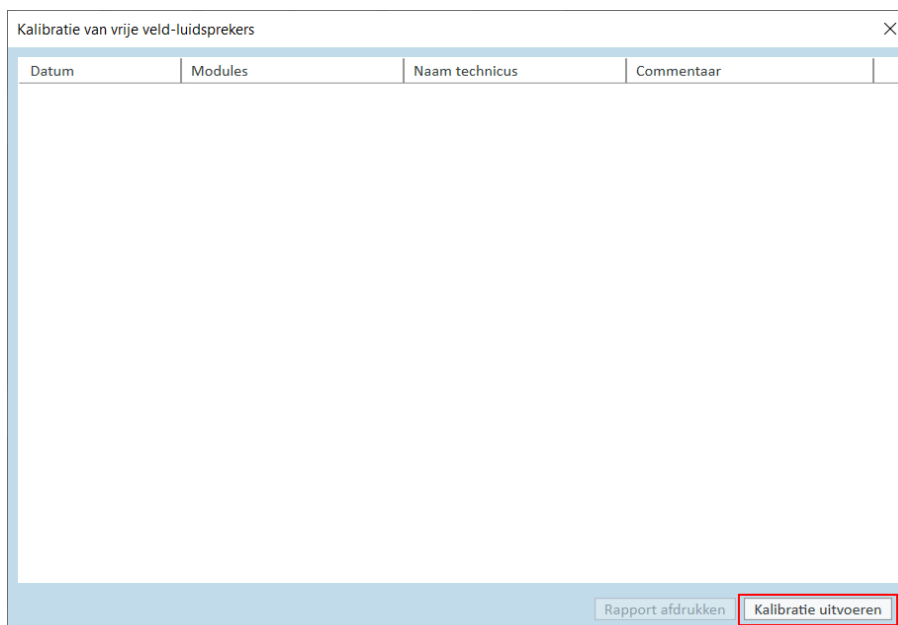 Kalibratie van vrije veld-luidsprekers
Datum Modules Naam technicus Commentaar
Rapport afdrukken Kalibratie uitvoeren